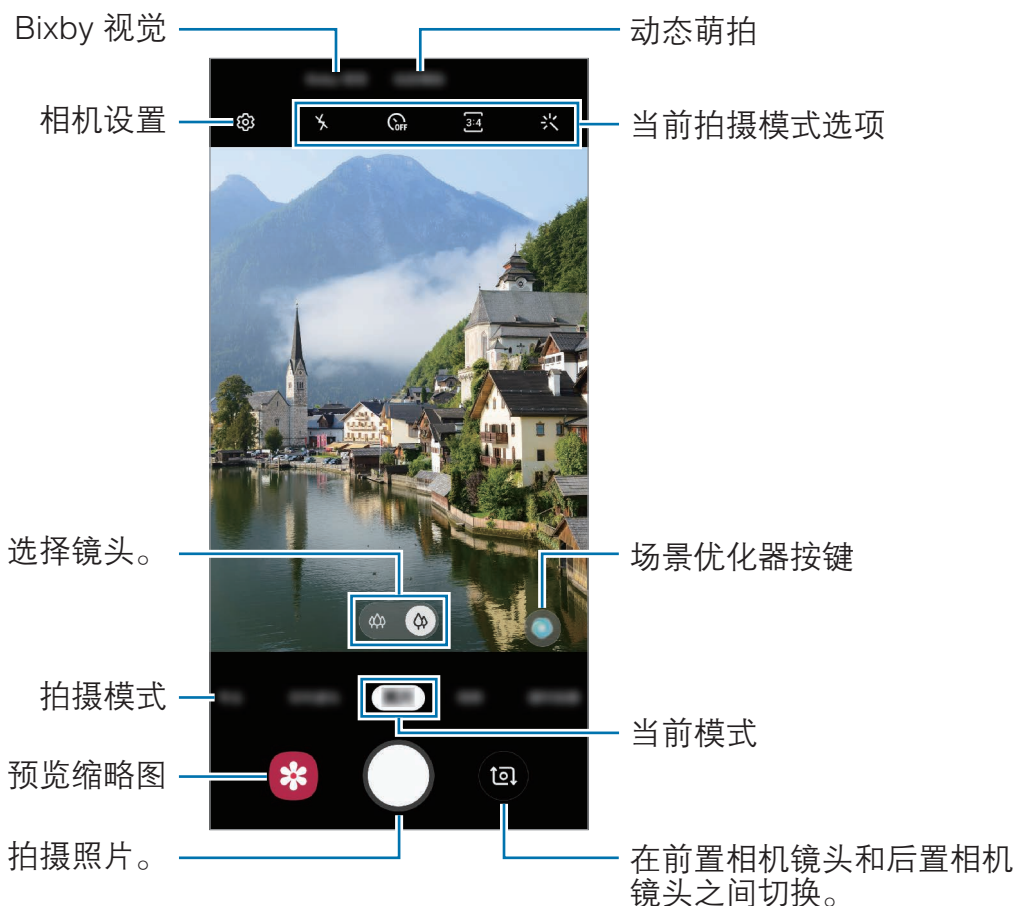 Bixby 视觉
动态萌拍
相机设置
OFF
3:4
当前拍摄模式选项
选择镜头。
场景优化器按键
拍摄模式
当前模式
预览缩略图
拍摄照片。
在前置相机镜头和后置相机
镜头之间切换。